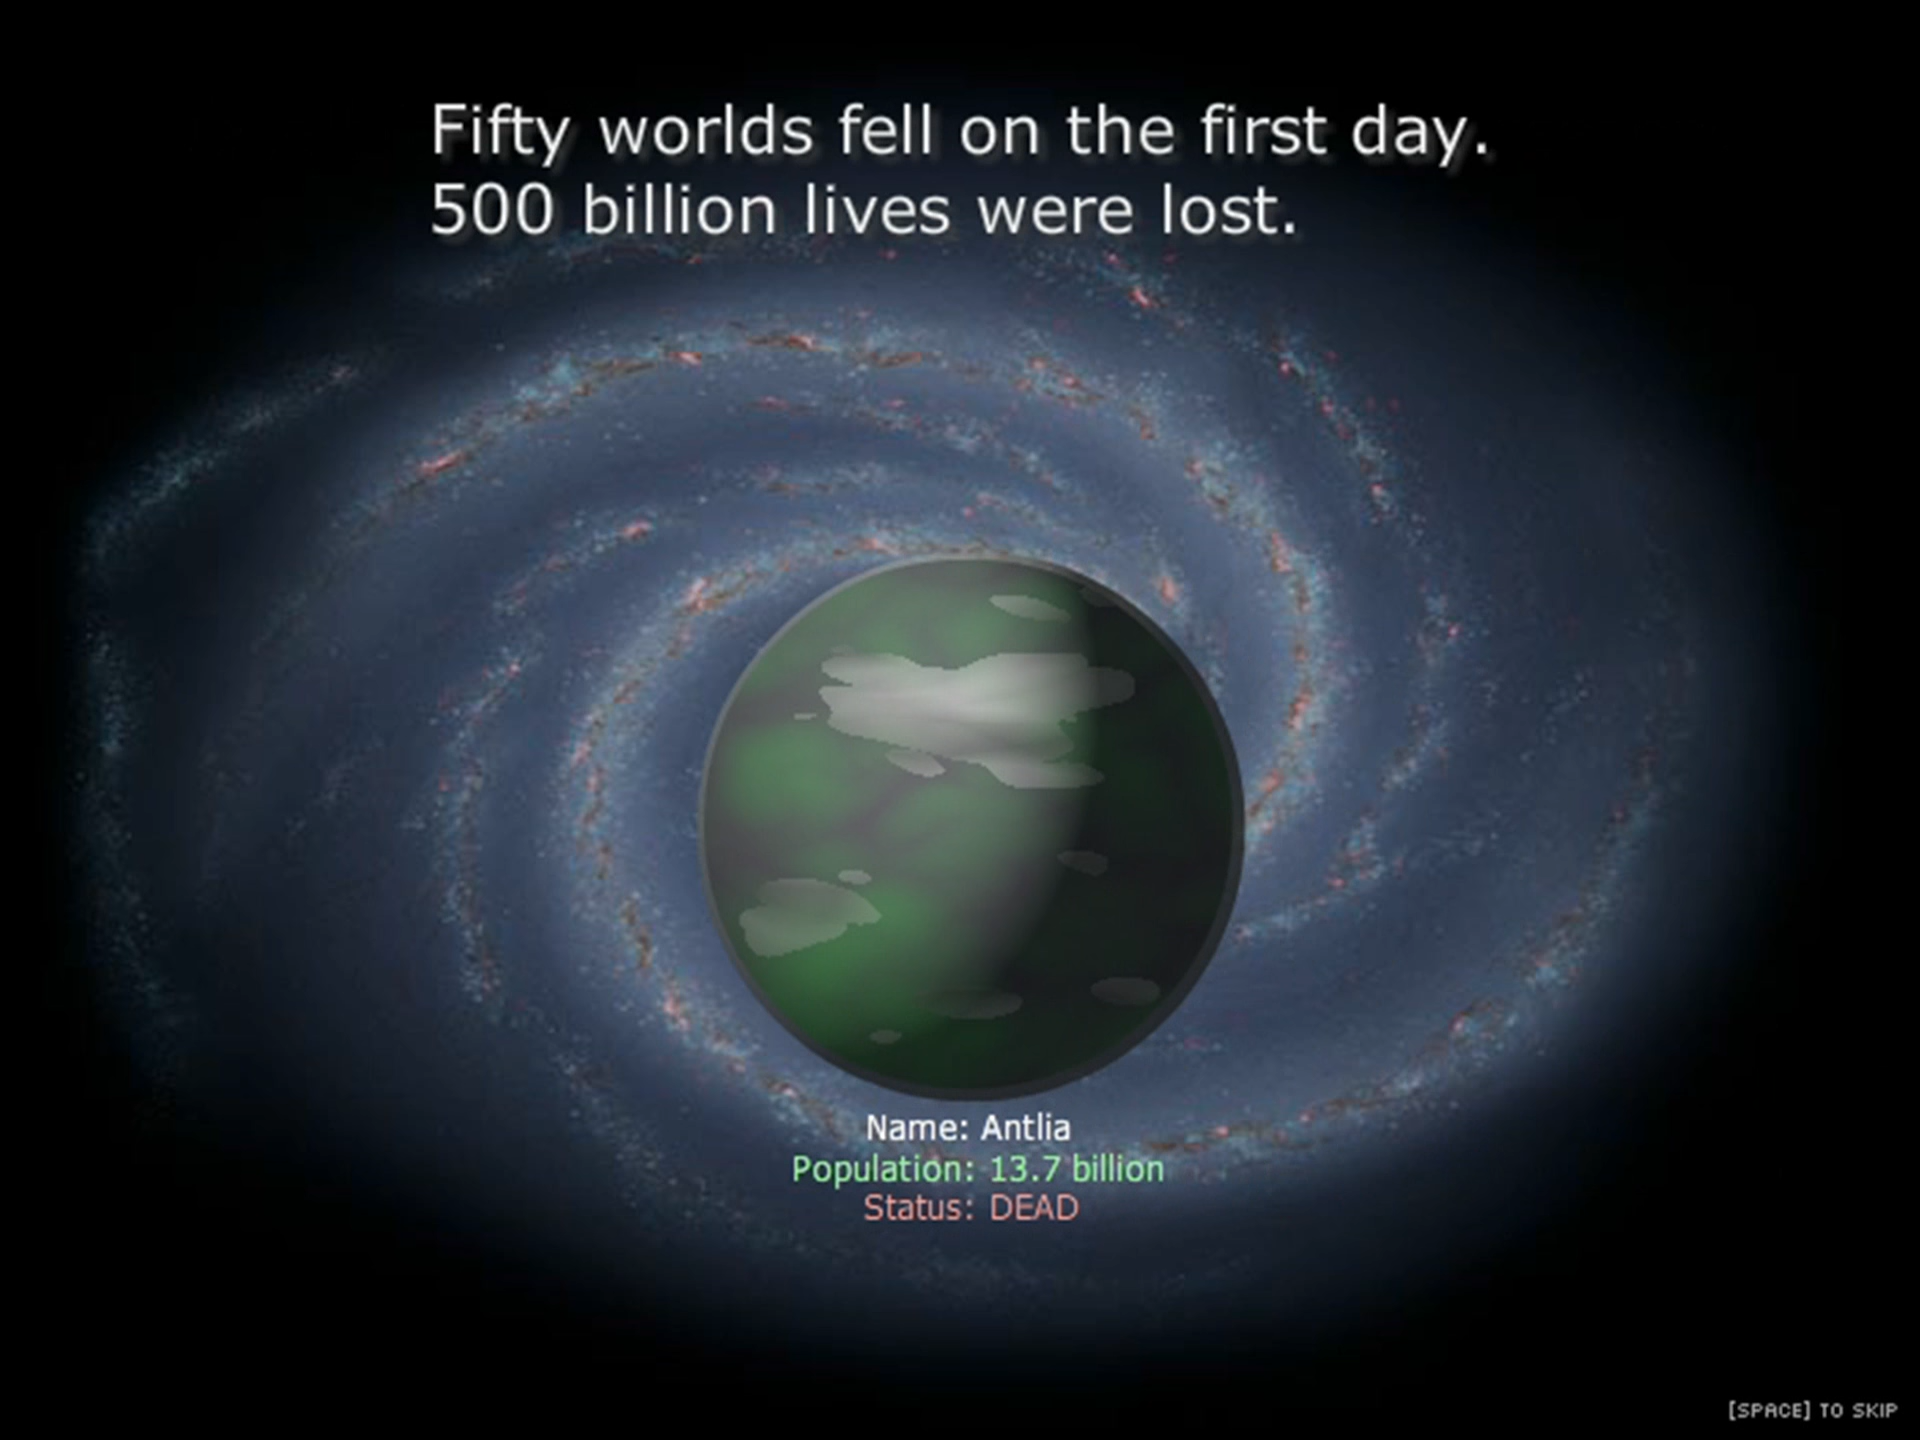 Fifty worlds fell on the first day.
500 billion lives were lost.
Name: Antlia
Population: 13.7 billion
Status: DEAD
[SPACE] TO SKIP